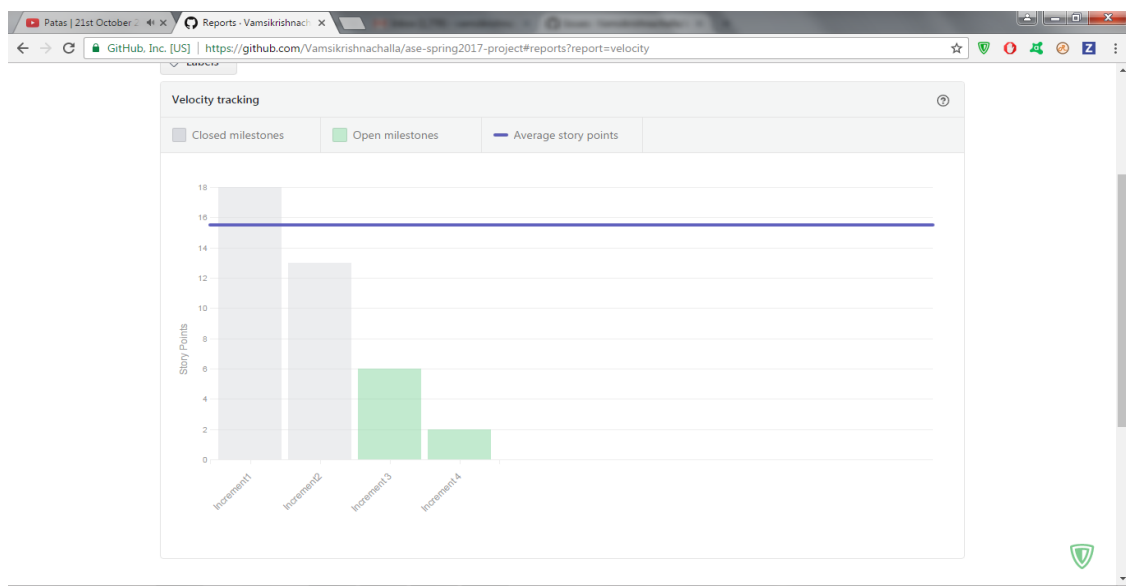 Patas | 21st October 2
Reports · Vamsikrishnach
GitHub, Inc. [US] | https://github.com/Vamsikrishnachalla/ase-spring2017-project#reports?report=velocity
Z
Labels
Velocity tracking
Closed milestones
Open milestones
Average story points
18
16
14
12
10
8
6
4
2
0
Story Points
Increment1
Increment2
Increment3
Increment4